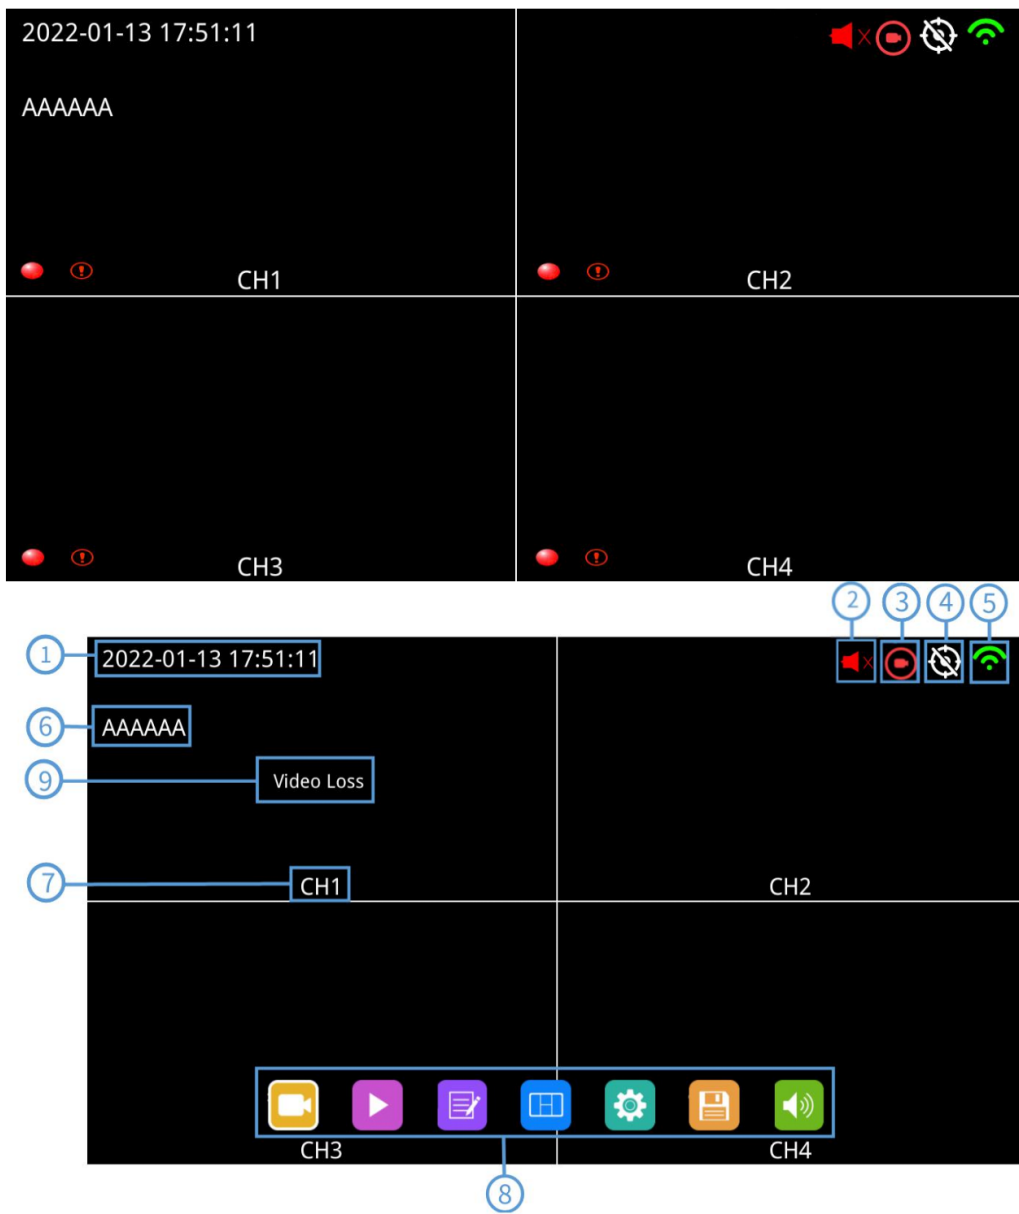 2022-01-13 17:51:11
AAAAAA
CH1
CH2
CH3
CH4
2
3
4
5
1
2022-01-13 17:51:11
6
AAAAAA
9
Video Loss
7
CH1
CH2
CH3
CH4
8